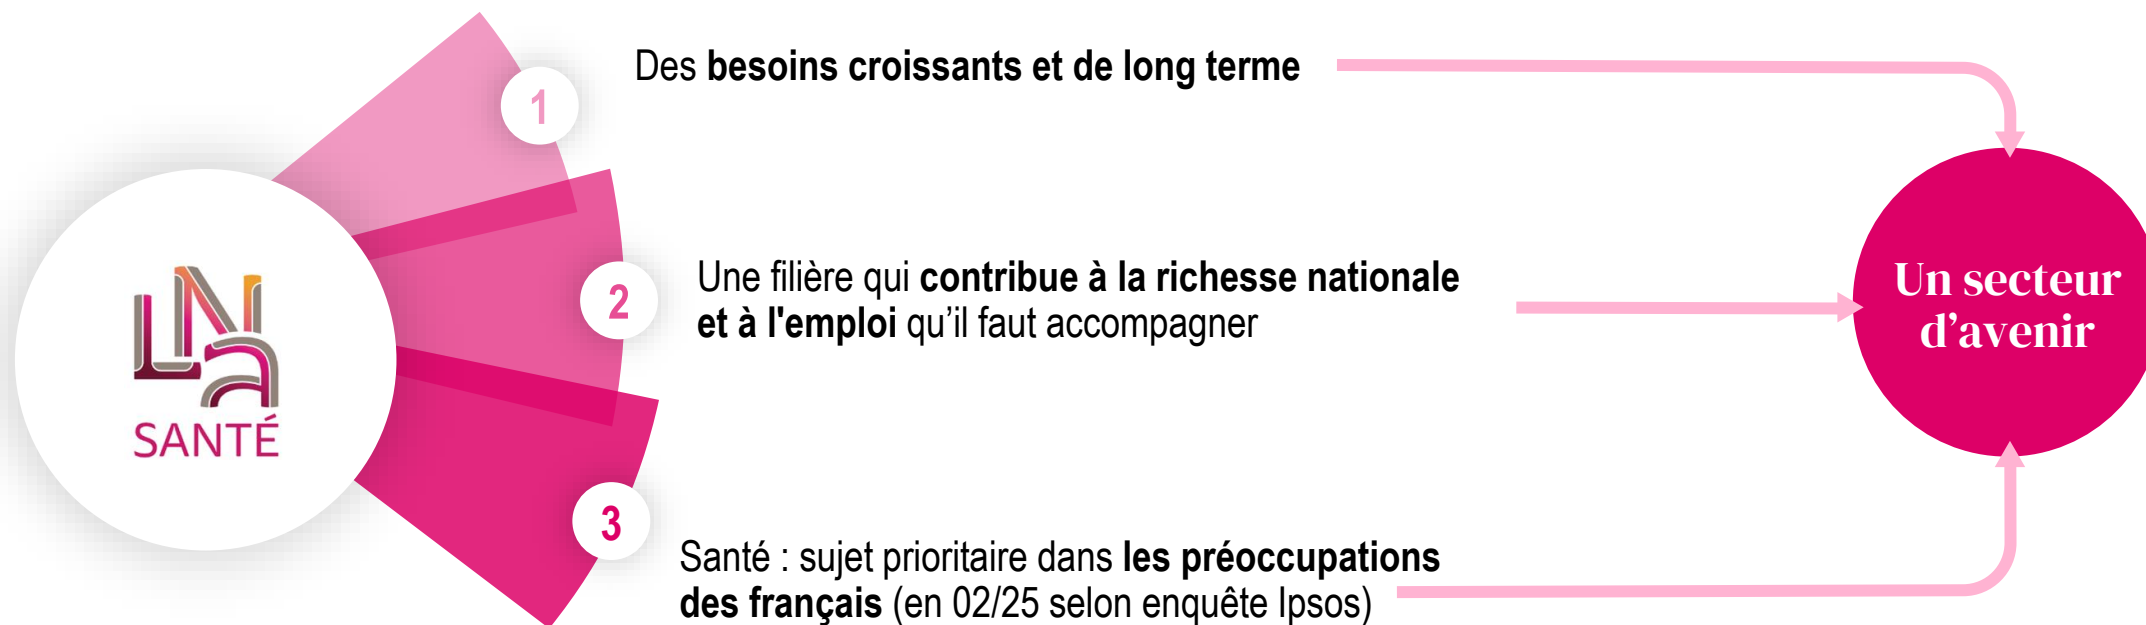 1
Des besoins croissants et de long terme
2
Une filière qui contribue à la richesse nationale
et à l'emploi qu’il faut accompagner
3
Santé : sujet prioritaire dans les préoccupations
des français (en 02/25 selon enquête Ipsos)
LNa
SANTÉ
Un secteur
d’avenir